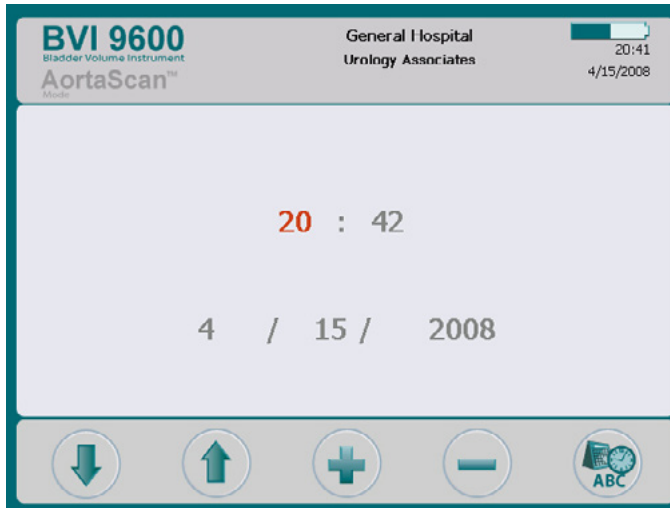 BVI 9600
Bladder Volume Instrument
AortaScan™
Mode
General Hospital
Urology Associates
20:41
4/15/2008
20 : 42
4 / 15 / 2008
ABC